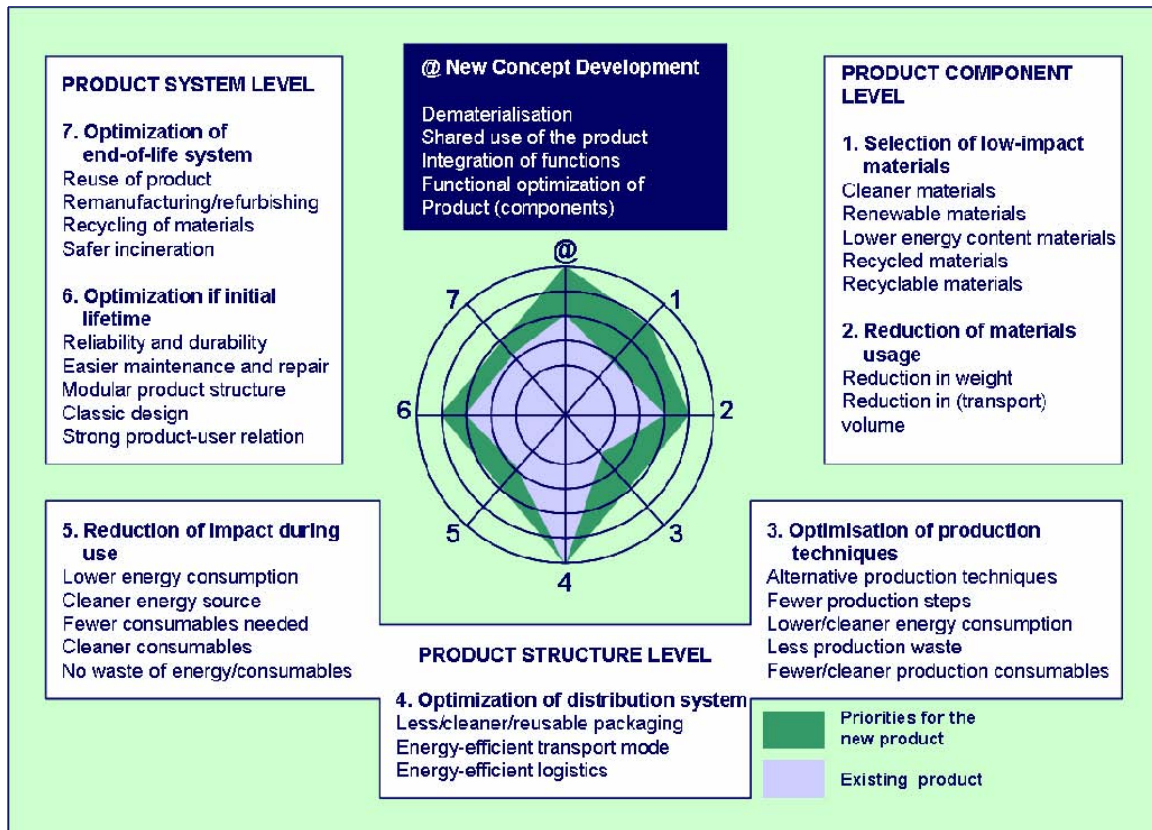 PRODUCT SYSTEM LEVEL
7. Optimization of
end-of-life system
Reuse of product
Remanufacturing/refurbishing
Recycling of materials
Safer incineration
6. Optimization if initial
lifetime
Reliability and durability
Easier maintenance and repair
Modular product structure
Classic design
Strong product-user relation
@ New Concept Development
Dematerialisation
Shared use of the product
Integration of functions
Functional optimization of
Product (components)
PRODUCT COMPONENT
LEVEL
1. Selection of low-impact
materials
Cleaner materials
Renewable materials
Lower energy content materials
Recycled materials
Recyclable materials
2. Reduction of materials
usage
Reduction in weight
Reduction in (transport)
volume
@
7
1
6
2
5
3
4
5. Reduction of impact during
use
Lower energy consumption
Cleaner energy source
Fewer consumables needed
Cleaner consumables
No waste of energy/consumables
PRODUCT STRUCTURE LEVEL
4. Optimization of distribution system
Less/cleaner/reusable packaging
Energy-efficient transport mode
Energy-efficient logistics
3. Optimisation of production
techniques
Alternative production techniques
Fewer production steps
Lower/cleaner energy consumption
Less production waste
Fewer/cleaner production consumables
Priorities for the
new product
Existing product